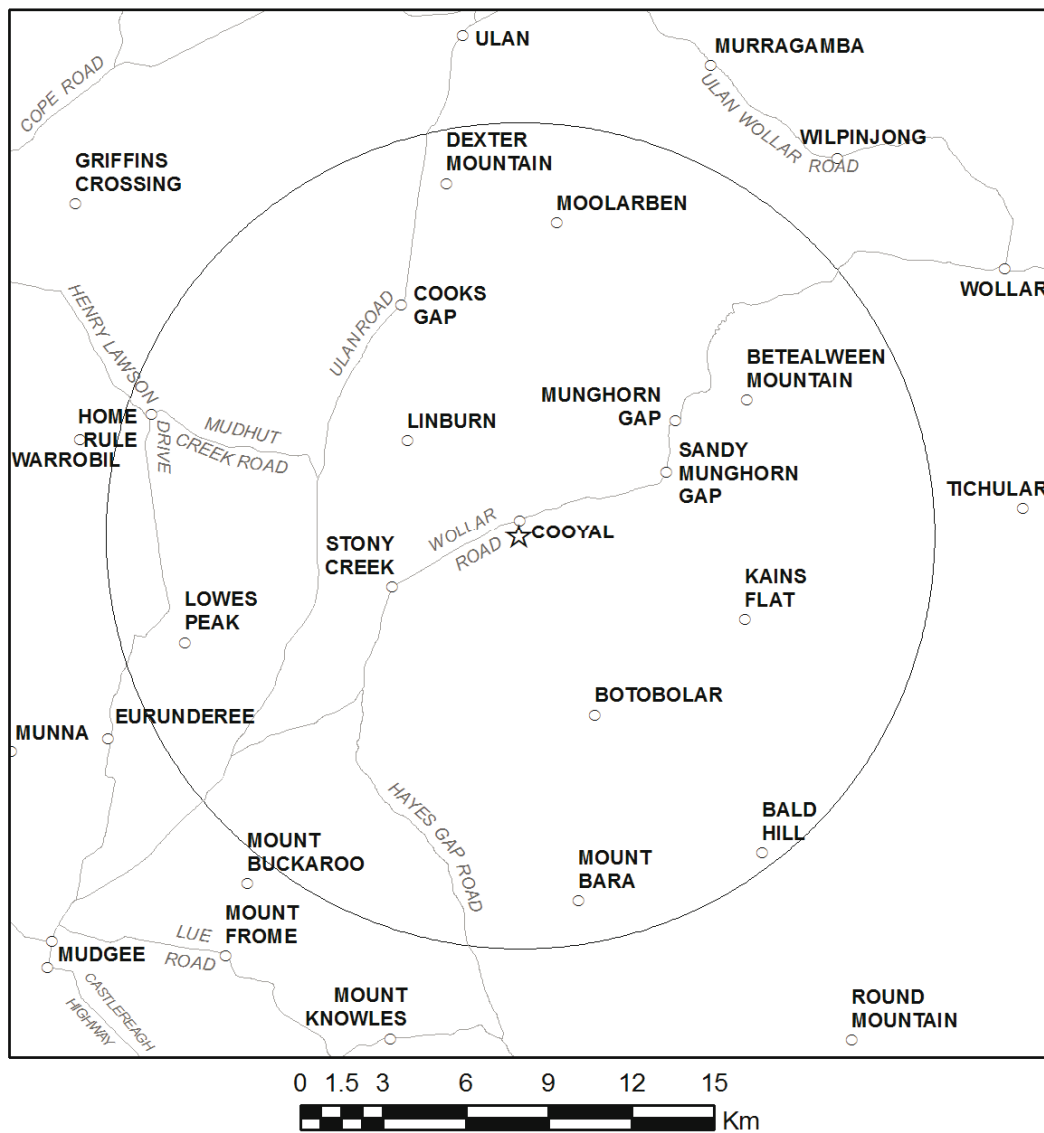 ULAN
MURRAGAMBA
COPE ROAD
ULAN WOLLAR
ROAD
WILPINJONG
DEXTER
MOUNTAIN
GRIFFINS
CROSSING
MOOLARBEN
WOLLAR
HENRY LAWSON
DRIVE
COOKS
GAP
ULAN ROAD
BETEALWEEN
MOUNTAIN
MUNGHORN
GAP
HOME
RULE
WARROBIL
MUDHUT
CREEK ROAD
LINBURN
SANDY
MUNGHORN
GAP
TICHULAR
WOLLAR
ROAD
COOYAL
STONY
CREEK
KAINS
FLAT
LOWES
PEAK
BOTOBOLAR
EURUNDEREE
MUNNA
HAYES GAP ROAD
BALD
HILL
MOUNT
BUCKAROO
MOUNT
BARA
MOUNT
FROME
LUE
ROAD
MUDGEE
CASTLEREAGH
HIGHWAY
MOUNT
KNOWLES
ROUND
MOUNTAIN
0 1.5 3 6 9 12 15
Km